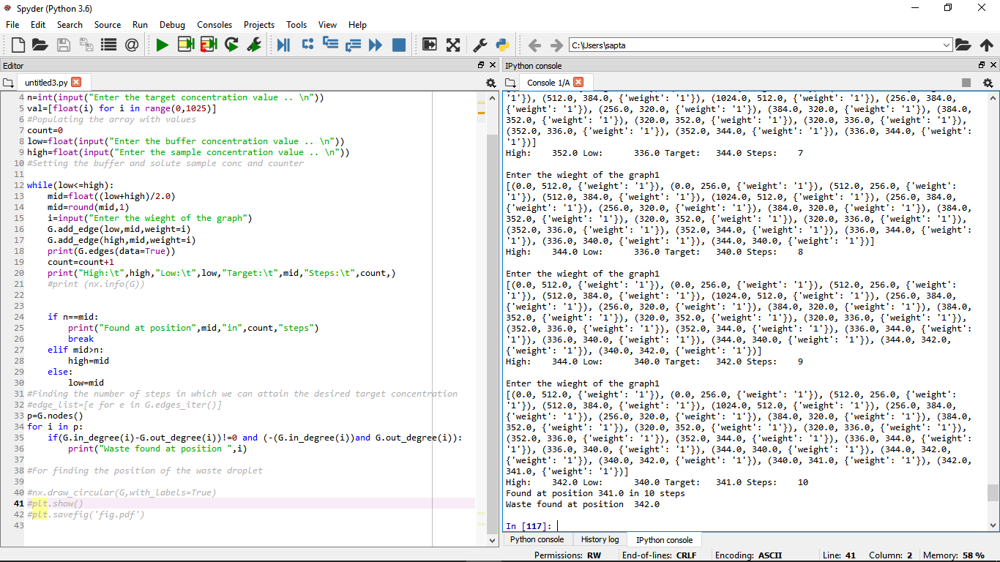 Spyder (Python 3.6)
File Edit Search Source Run Debug Consoles Projects Tools View Help
C:\Users\sapta
Editor
untitled3.py
4 n=int(input("Enter the target concentration value .. \n"))
5 val=[float(i) for i in range(0,1025)]
6 #Populating the array with values
7 count=0
8 low=float(input("Enter the buffer concentration value .. \n"))
9 high=float(input("Enter the sample concentration value .. \n"))
10 #Setting the buffer and solute sample conc and counter
11
12 while(low<=high):
13     mid=float((low+high)/2.0)
14     mid=round(mid,1)
15     i=input("Enter the wieght of the graph")
16     G.add_edge(low,mid,weight=i)
17     G.add_edge(high,mid,weight=i)
18     print(G.edges(data=True))
19     count=count+1
20     print("High:\t",high,"Low:\t",low,"Target:\t",mid,"Steps:\t",count,)
21     #print (nx.info(G))
22
23
24     if n==mid:
25         print("Found at position",mid,"in",count,"steps")
26         break
27     elif mid>n:
28         high=mid
29     else:
30         low=mid
31 #Finding the number of steps in which we can attain the desired target concentration
32 #edge_list=[e for e in G.edges_iter()]
33 p=G.nodes()
34 for i in p:
35     if(G.in_degree(i)-G.out_degree(i))!=0 and (-(G.in_degree(i))and G.out_degree(i)):
36         print("Waste found at position ",i)
37
38 #For finding the position of the waste droplet
39
40 #nx.draw_circular(G,with_labels=True)
41 #plt.show()
42 #plt.savefig('fig.pdf')
43
IPython console
Console 1/A
'1'}), (512.0, 384.0, {'weight': '1'}), (1024.0, 512.0, {'weight': '1'}), (256.0, 384.0,
{'weight': '1'}), (256.0, 320.0, {'weight': '1'}), (384.0, 320.0, {'weight': '1'}), (384.0,
352.0, {'weight': '1'}), (320.0, 352.0, {'weight': '1'}), (320.0, 336.0, {'weight': '1'}),
(352.0, 336.0, {'weight': '1'}), (352.0, 344.0, {'weight': '1'}), (336.0, 344.0, {'weight':
'1'})]
High: 352.0 Low: 336.0 Target: 344.0 Steps: 7
Enter the wieght of the graph1
[(0.0, 512.0, {'weight': '1'}), (0.0, 256.0, {'weight': '1'}), (512.0, 256.0, {'weight':
'1'}), (512.0, 384.0, {'weight': '1'}), (1024.0, 512.0, {'weight': '1'}), (256.0, 384.0,
{'weight': '1'}), (256.0, 320.0, {'weight': '1'}), (384.0, 320.0, {'weight': '1'}), (384.0,
352.0, {'weight': '1'}), (320.0, 352.0, {'weight': '1'}), (320.0, 336.0, {'weight': '1'}),
(352.0, 336.0, {'weight': '1'}), (352.0, 344.0, {'weight': '1'}), (336.0, 344.0, {'weight':
'1'}), (336.0, 340.0, {'weight': '1'}), (344.0, 340.0, {'weight': '1'})]
High: 344.0 Low: 336.0 Target: 340.0 Steps: 8
Enter the wieght of the graph1
[(0.0, 512.0, {'weight': '1'}), (0.0, 256.0, {'weight': '1'}), (512.0, 256.0, {'weight':
'1'}), (512.0, 384.0, {'weight': '1'}), (1024.0, 512.0, {'weight': '1'}), (256.0, 384.0,
{'weight': '1'}), (256.0, 320.0, {'weight': '1'}), (384.0, 320.0, {'weight': '1'}), (384.0,
352.0, {'weight': '1'}), (320.0, 352.0, {'weight': '1'}), (320.0, 336.0, {'weight': '1'}),
(352.0, 336.0, {'weight': '1'}), (352.0, 344.0, {'weight': '1'}), (336.0, 344.0, {'weight':
'1'}), (336.0, 340.0, {'weight': '1'}), (344.0, 340.0, {'weight': '1'}), (344.0, 342.0,
{'weight': '1'}), (340.0, 342.0, {'weight': '1'})]
High: 344.0 Low: 340.0 Target: 342.0 Steps: 9
Enter the wieght of the graph1
[(0.0, 512.0, {'weight': '1'}), (0.0, 256.0, {'weight': '1'}), (512.0, 256.0, {'weight':
'1'}), (512.0, 384.0, {'weight': '1'}), (1024.0, 512.0, {'weight': '1'}), (256.0, 384.0,
{'weight': '1'}), (256.0, 320.0, {'weight': '1'}), (384.0, 320.0, {'weight': '1'}), (384.0,
352.0, {'weight': '1'}), (320.0, 352.0, {'weight': '1'}), (320.0, 336.0, {'weight': '1'}),
(352.0, 336.0, {'weight': '1'}), (352.0, 344.0, {'weight': '1'}), (336.0, 344.0, {'weight':
'1'}), (336.0, 340.0, {'weight': '1'}), (344.0, 340.0, {'weight': '1'}), (344.0, 342.0,
{'weight': '1'}), (340.0, 342.0, {'weight': '1'}), (340.0, 341.0, {'weight': '1'}), (342.0,
341.0, {'weight': '1'})]
High: 342.0 Low: 340.0 Target: 341.0 Steps: 10
Found at position 341.0 in 10 steps
Waste found at position  342.0
In [117]:
Python console History log IPython console
Permissions: RW End-of-lines: CRLF Encoding: ASCII Line: 41 Column: 2 Memory: 58 %